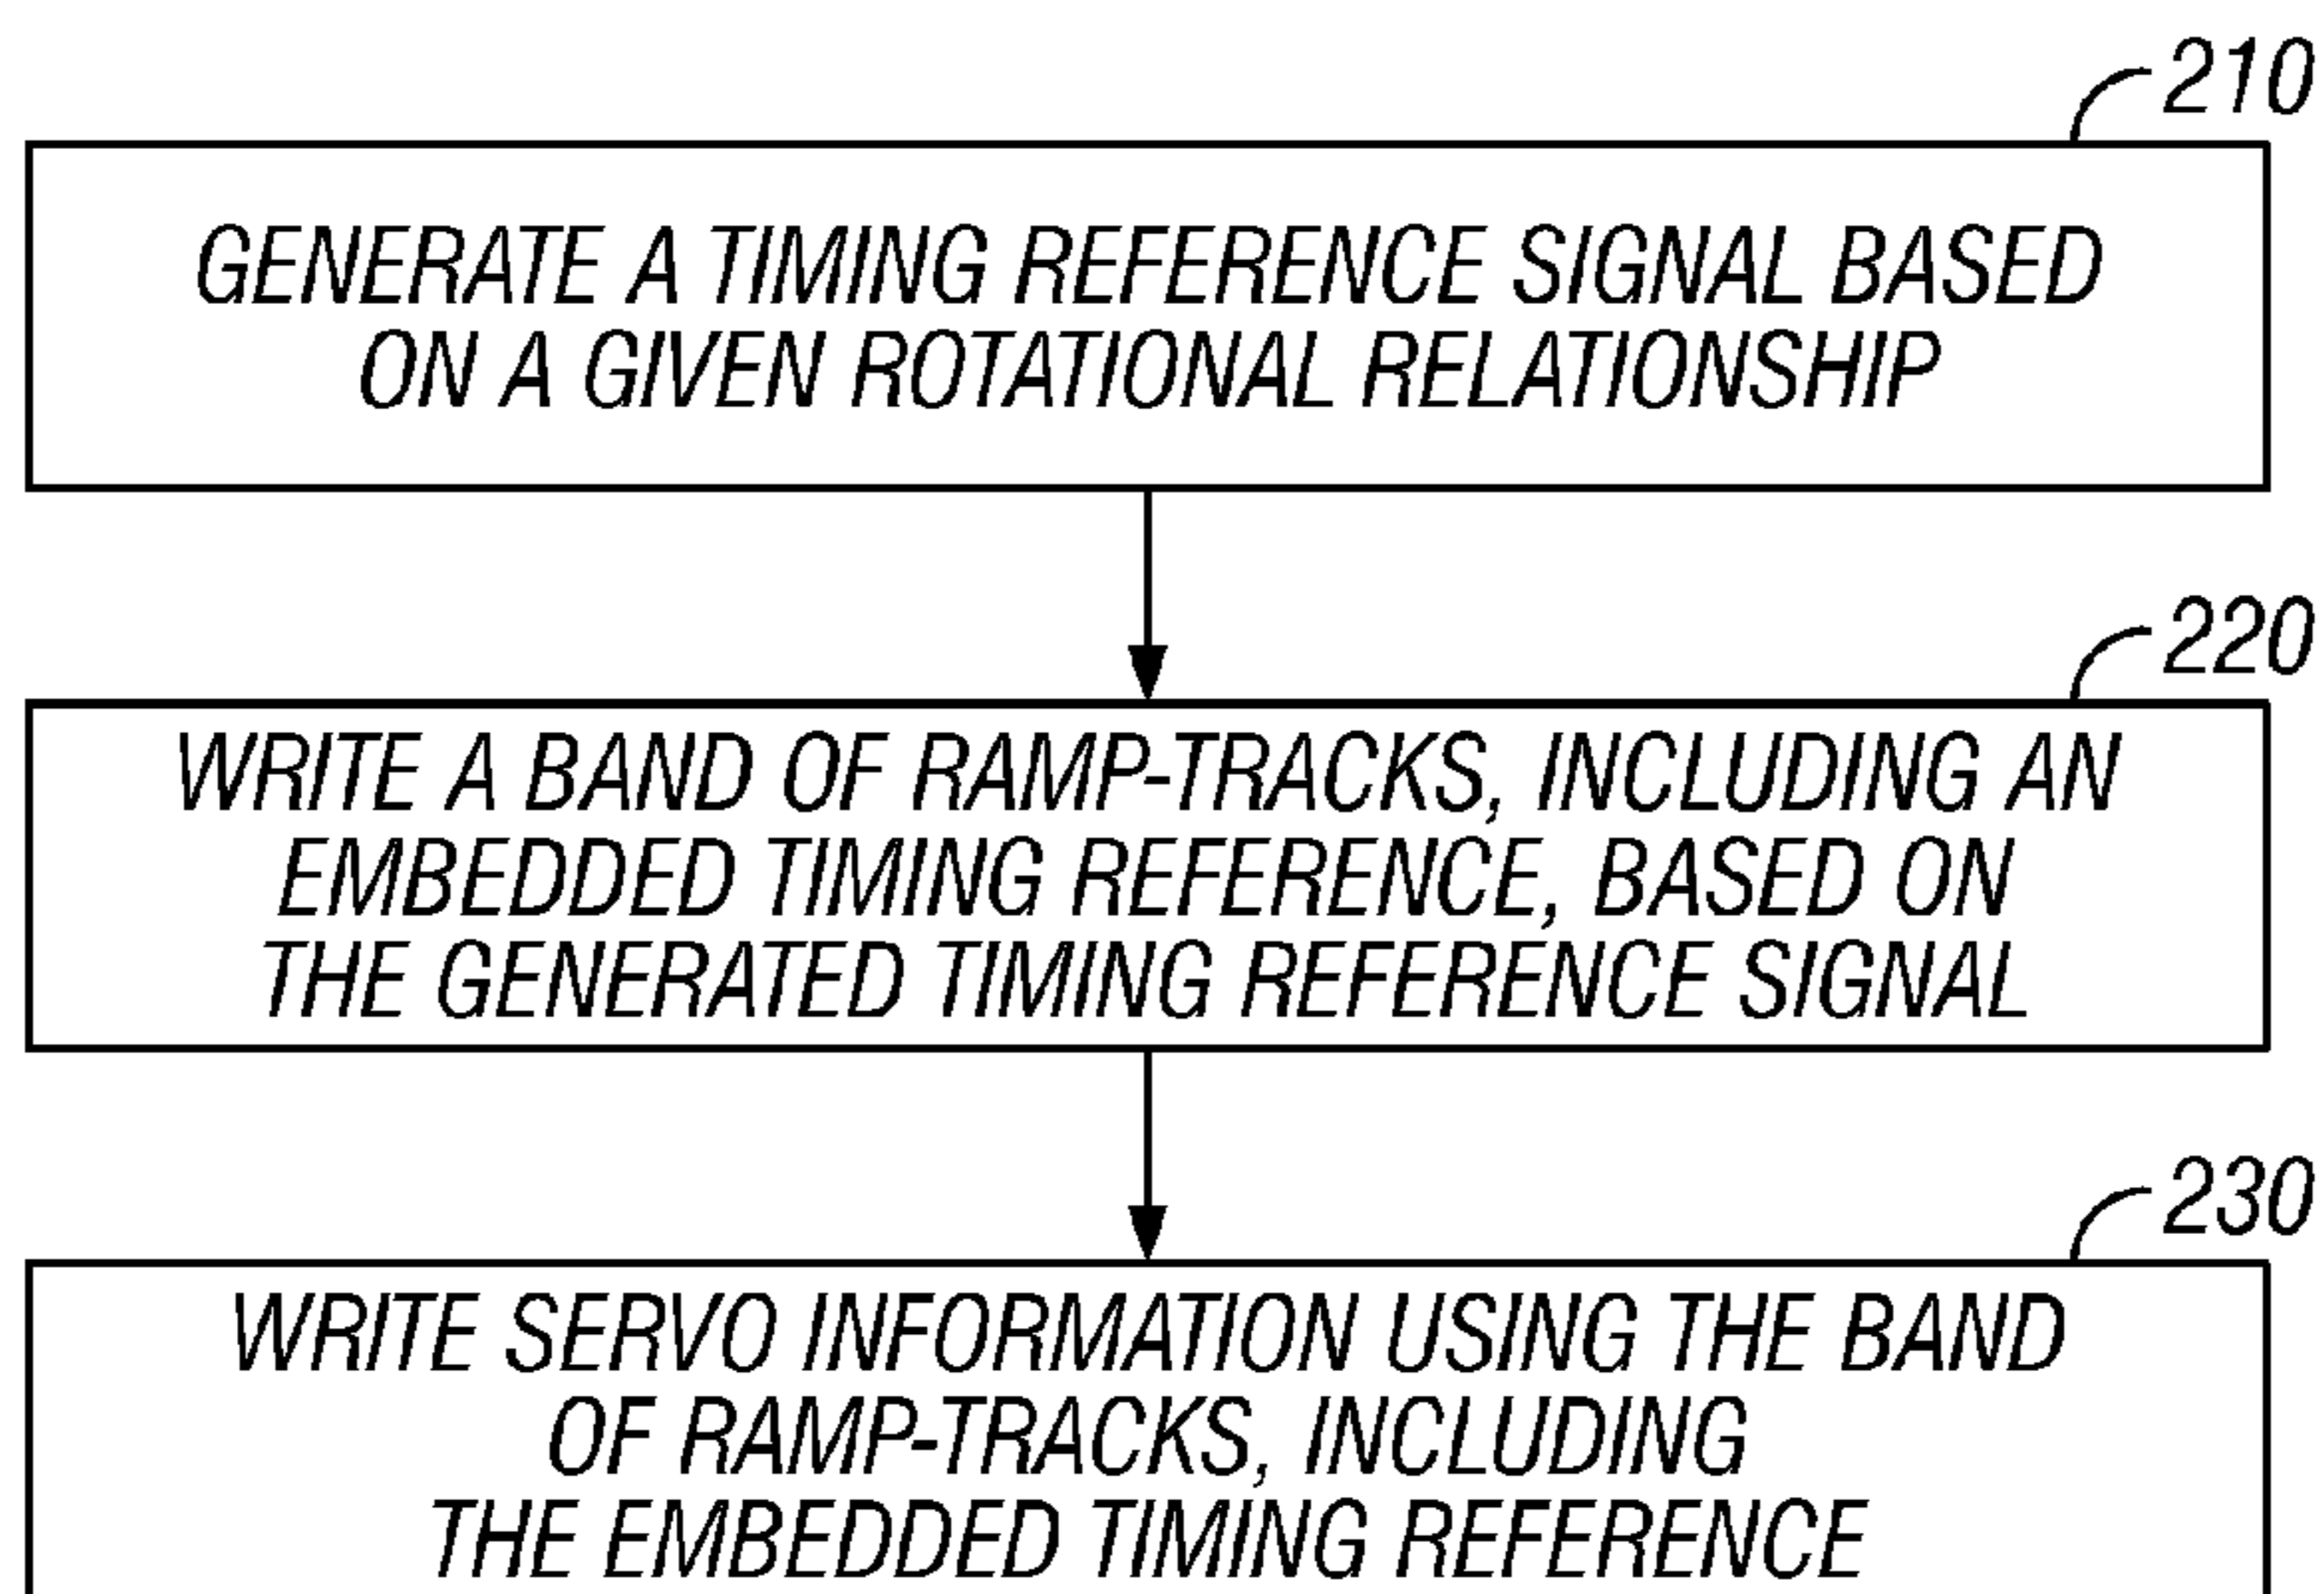 210
GENERATE A TIMING REFERENCE SIGNAL BASED
ON A GIVEN ROTATIONAL RELATIONSHIP
220
WRITE A BAND OF RAMP-TRACKS, INCLUDING AN
EMBEDDED TIMING REFERENCE, BASED ON
THE GENERATED TIMING REFERENCE SIGNAL
230
WRITE SERVO INFORMATION USING THE BAND
OF RAMP-TRACKS, INCLUDING
THE EMBEDDED TIMING REFERENCE